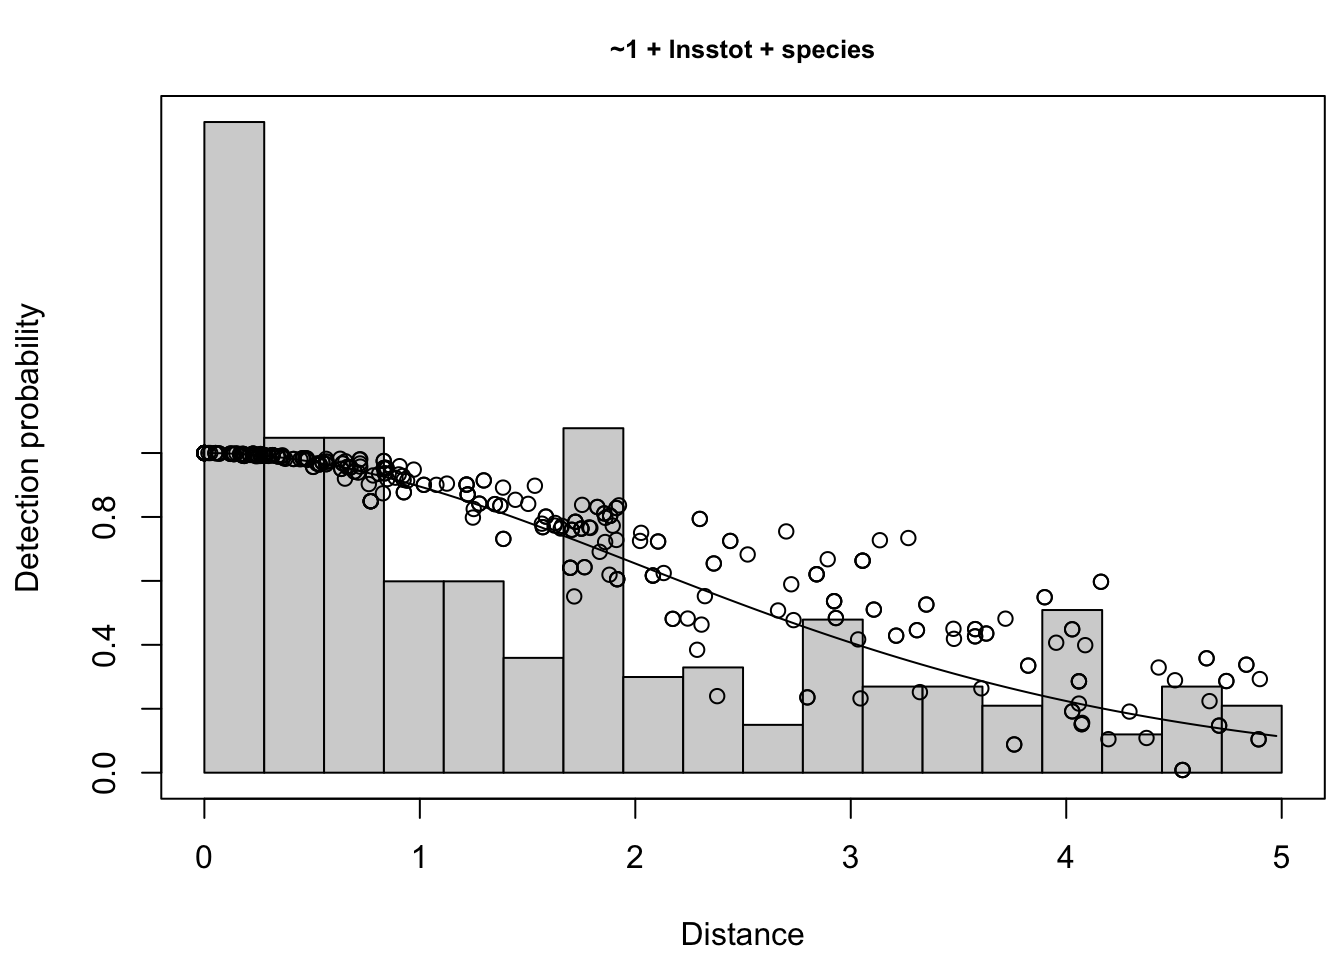 ~1 + lnsstot + species
Detection probability
0.8
0.4
0.0
0 1 2 3 4 5
Distance